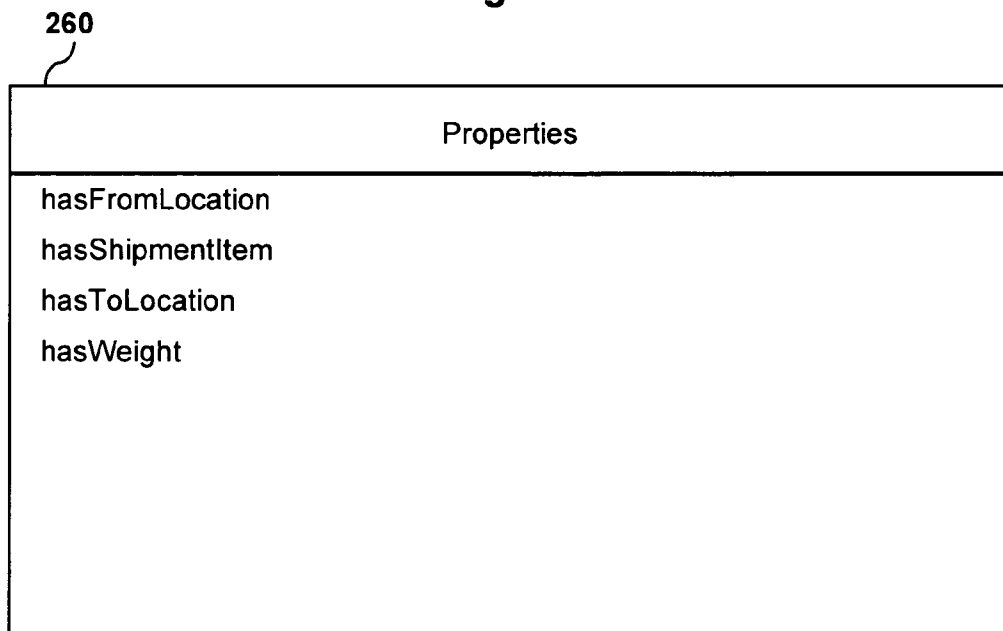 260
Properties
hasFromLocation
hasShipmentItem
hasToLocation
hasWeight